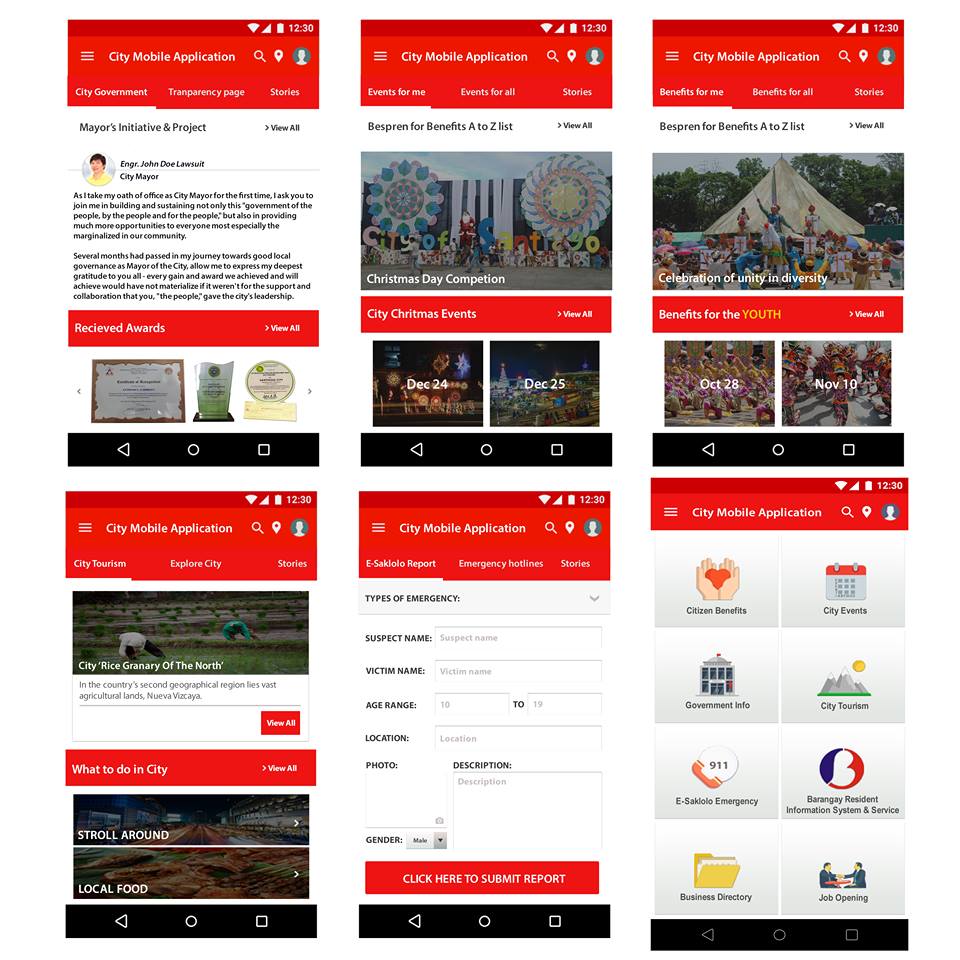 12:30
City Mobile Application
City Government Tranparency page Stories
Mayor's Initiative & Project > View All
Engr. John Doe Lawsuit
City Mayor
As I take my oath of office as City Mayor for the first time, I ask you to
join me in building and sustaining not only this "government of the
people, by the people and for the people," but also in providing
much more opportunities to everyone most especially the
marginalized in our community.
Several months had passed in my journey towards good local
governance as Mayor of the City, allow me to express my deepest
gratitude to you all - every gain and award we achieved and will
achieve would have not materialize if it weren't for the support and
collaboration that you, "the people," gave the city's leadership.
Recieved Awards > View All
Certificate of Recognition
12:30
City Mobile Application
Events for me Events for all Stories
Bespren for Benefits A to Z list > View All
City of Santiago
Christmas Day Competion
City Chritmas Events > View All
Dec 24 Dec 25
12:30
City Mobile Application
Benefits for me Benefits for all Stories
Bespren for Benefits A to Z list > View All
Celebration of unity in diversity
Benefits for the YOUTH > View All
Oct 28 Nov 10
12:30
City Mobile Application
City Tourism Explore City Stories
City 'Rice Granary Of The North'
In the country's second geographical region lies vast
agricultural lands, Nueva Vizcaya.
View All
What to do in City > View All
STROLL AROUND
LOCAL FOOD
12:30
City Mobile Application
E-Saklolo Report Emergency hotlines Stories
TYPES OF EMERGENCY:
SUSPECT NAME: Suspect name
VICTIM NAME: Victim name
AGE RANGE: 10 TO 19
LOCATION: Location
PHOTO: DESCRIPTION:
Description
GENDER: Male
CLICK HERE TO SUBMIT REPORT
12:30
City Mobile Application
Citizen Benefits City Events
Government Info City Tourism
911
E-Saklolo Emergency Barangay Resident
Information System & Service
Business Directory Job Opening